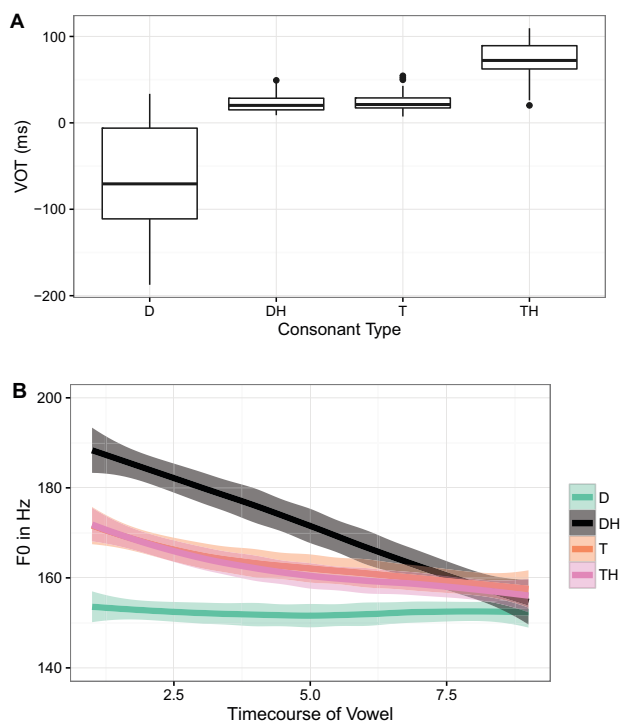 A
100
0
−100
−200
VOT (ms)
D DH T TH
Consonant Type
B
200
180
160
140
F0 in Hz
2.5 5.0 7.5
Timecourse of Vowel
D
DH
T
TH